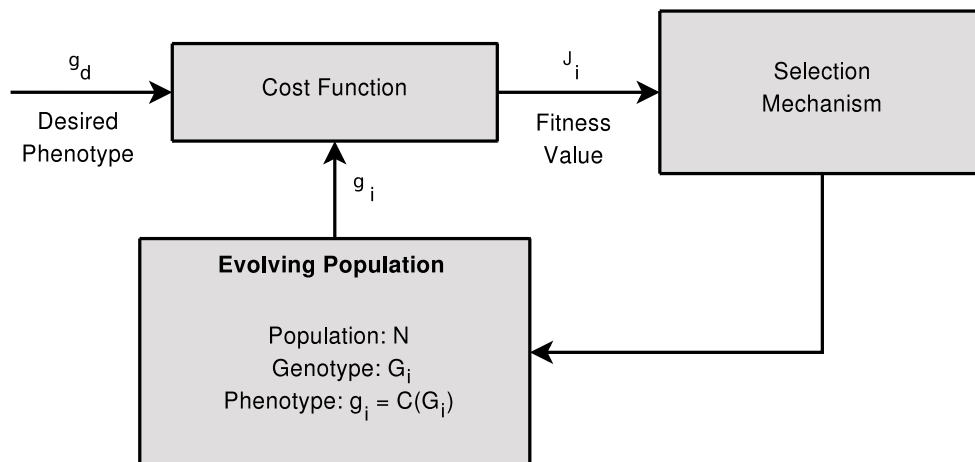 g_d
Desired
Phenotype
Cost Function
J_i
Fitness
Value
Selection
Mechanism
g_i
Evolving Population
Population: N
Genotype: G_i
Phenotype: g_i = C(G_i)